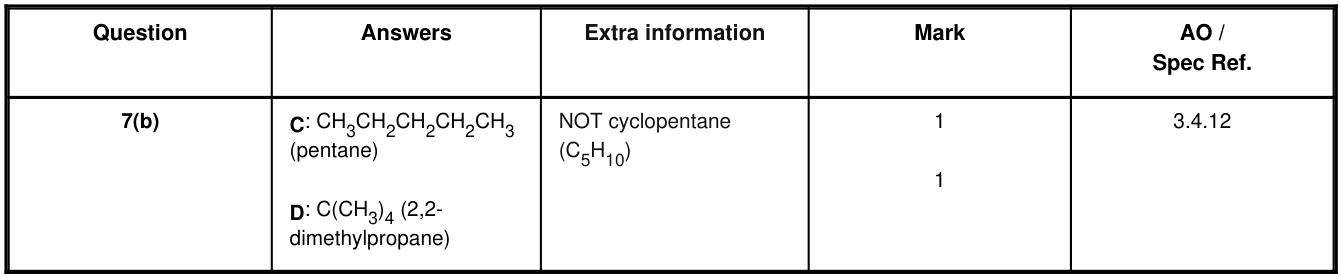 Question Answers Extra information Mark AO /
Spec Ref.
7(b) C: CH3CH2CH2CH2CH3 NOT cyclopentane 1 3.4.12
(pentane) (C5H10)
1
D: C(CH3)4 (2,2-
dimethylpropane)